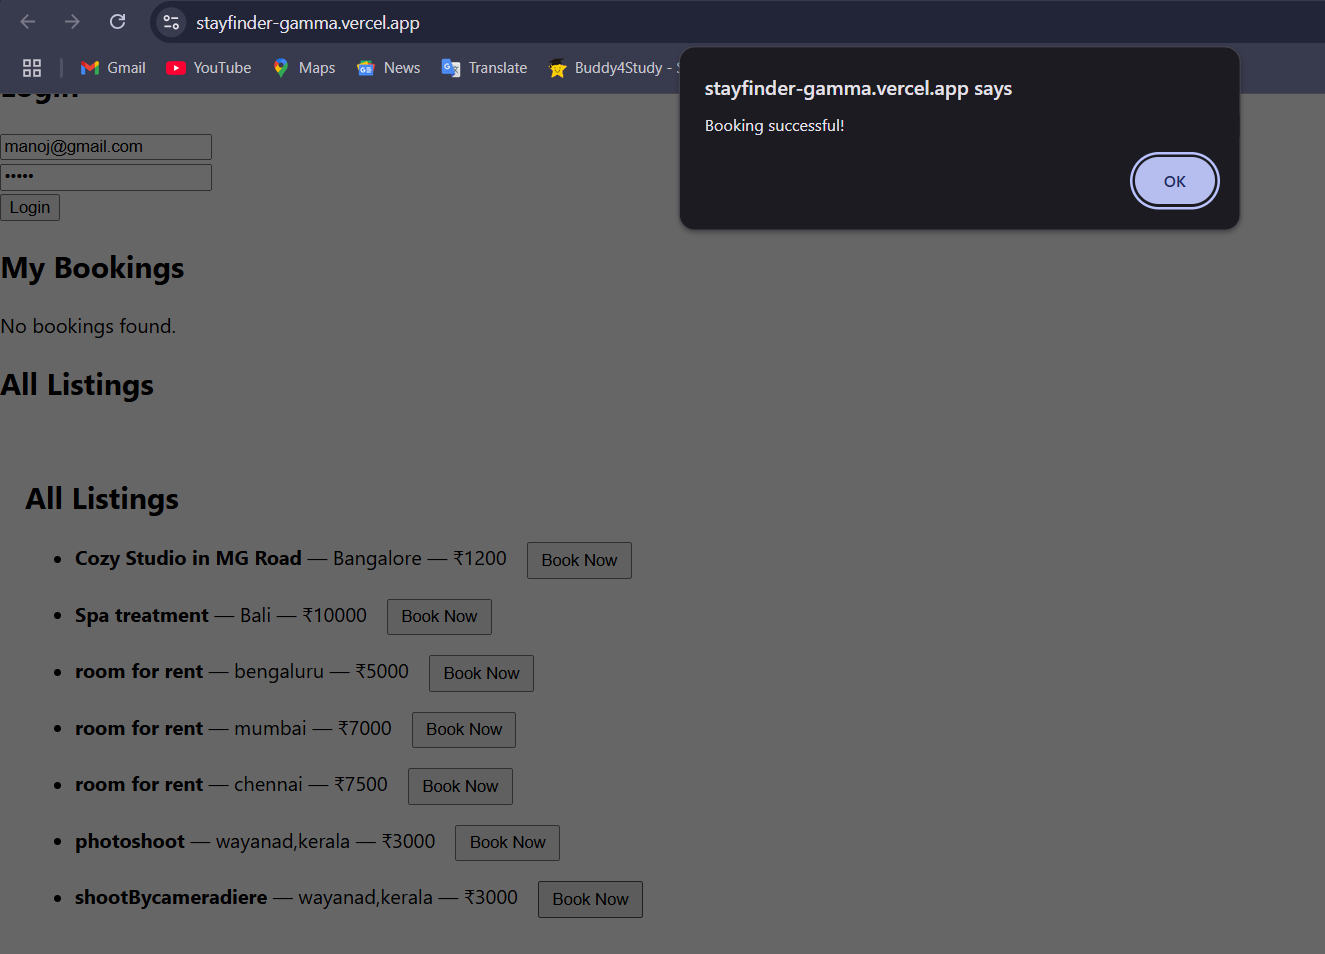 stayfinder-gamma.vercel.app
Gmail
YouTube
Maps
News
Translate
Buddy4Study -
stayfinder-gamma.vercel.app says
Booking successful!
OK
Login
manoj@gmail.com
•••••
Login
My Bookings
No bookings found.
All Listings
All Listings
• Cozy Studio in MG Road — Bangalore — ₹1200 Book Now
• Spa treatment — Bali — ₹10000 Book Now
• room for rent — bengaluru — ₹5000 Book Now
• room for rent — mumbai — ₹7000 Book Now
• room for rent — chennai — ₹7500 Book Now
• photoshoot — wayanad,kerala — ₹3000 Book Now
• shootBycameradiere — wayanad,kerala — ₹3000 Book Now